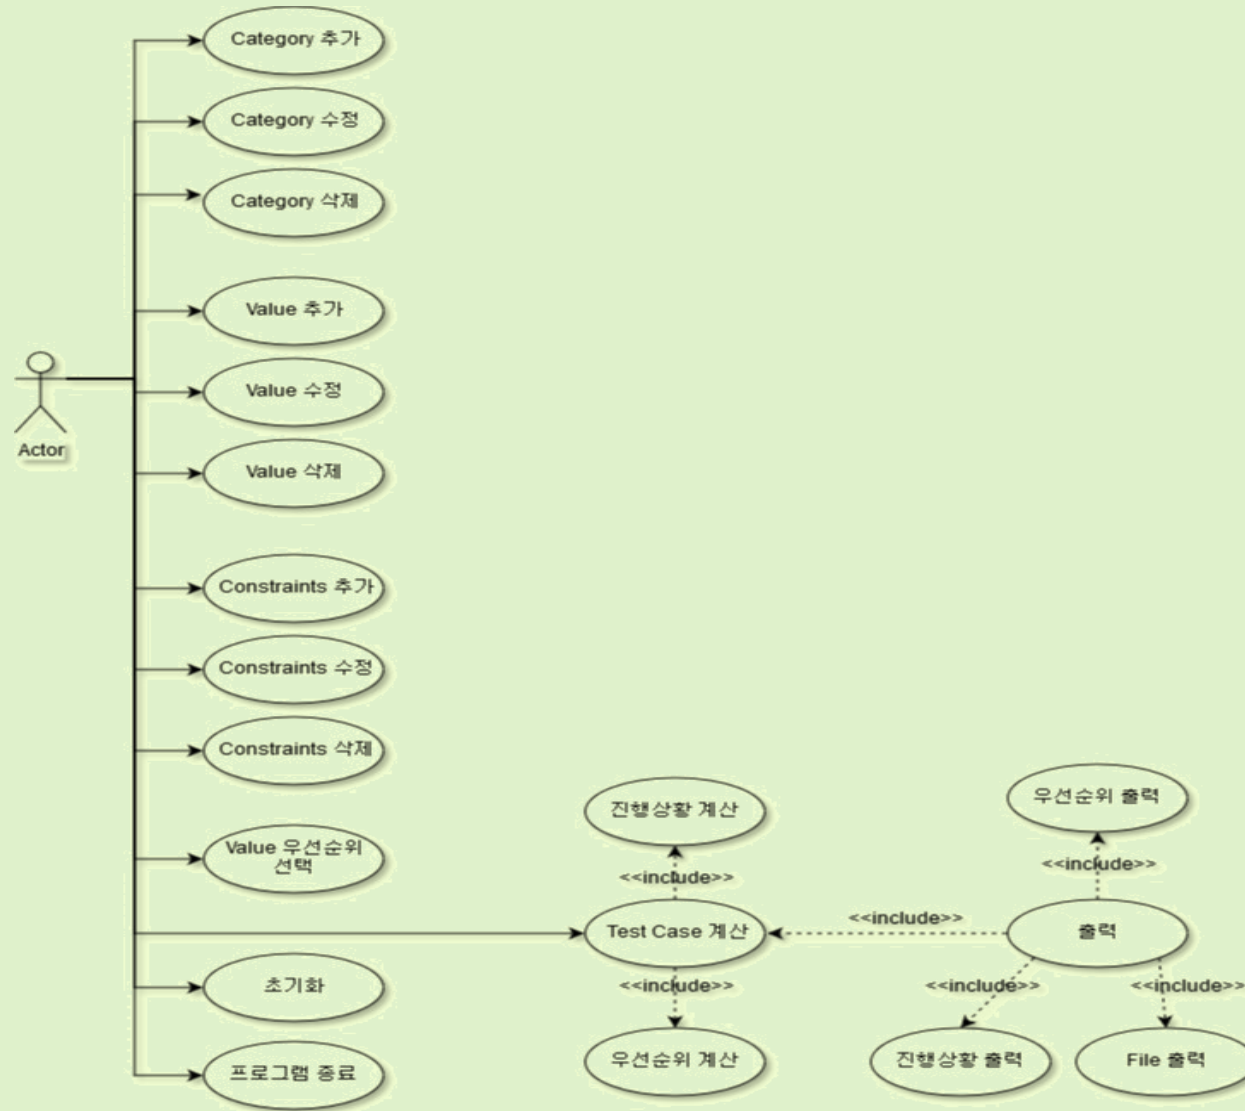 Category 추가
Category 수정
Category 삭제
Value 추가
Value 수정
Actor
Value 삭제
Constraints 추가
Constraints 수정
Constraints 삭제
Value 우선순위
선택
진행상황 계산
우선순위 출력
<<include>>
<<include>>
Test Case 계산
<<include>>
출력
초기화
<<include>>
<<include>>
<<include>>
프로그램 종료
우선순위 계산
진행상황 출력
File 출력